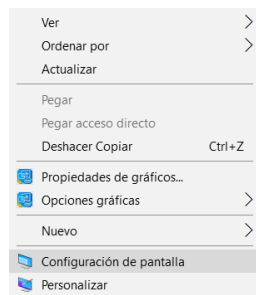 Ver
Ordenar por
Actualizar
Pegar
Pegar acceso directo
Deshacer Copiar Ctrl+Z
Propiedades de gráficos...
Opciones gráficas
Nuevo
Configuración de pantalla
Personalizar